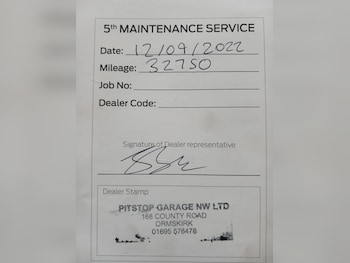 5th MAINTENANCE SERVICE
Date: 12/09/2022
Mileage: 32750
Job No:
Dealer Code:
Signature of Dealer representative
Dealer Stamp
PITSTOP GARAGE NW LTD
168 COUNTY ROAD
ORMSKIRK
01695 576478